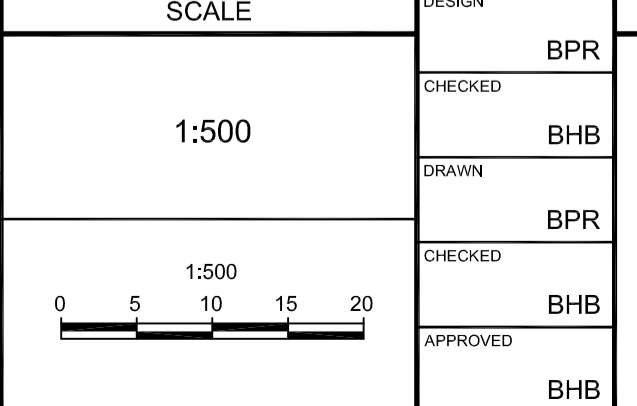 SCALE
1:500
1:500
0 5 10 15 20
DESIGN
BPR
CHECKED
BHB
DRAWN
BPR
CHECKED
BHB
APPROVED
BHB